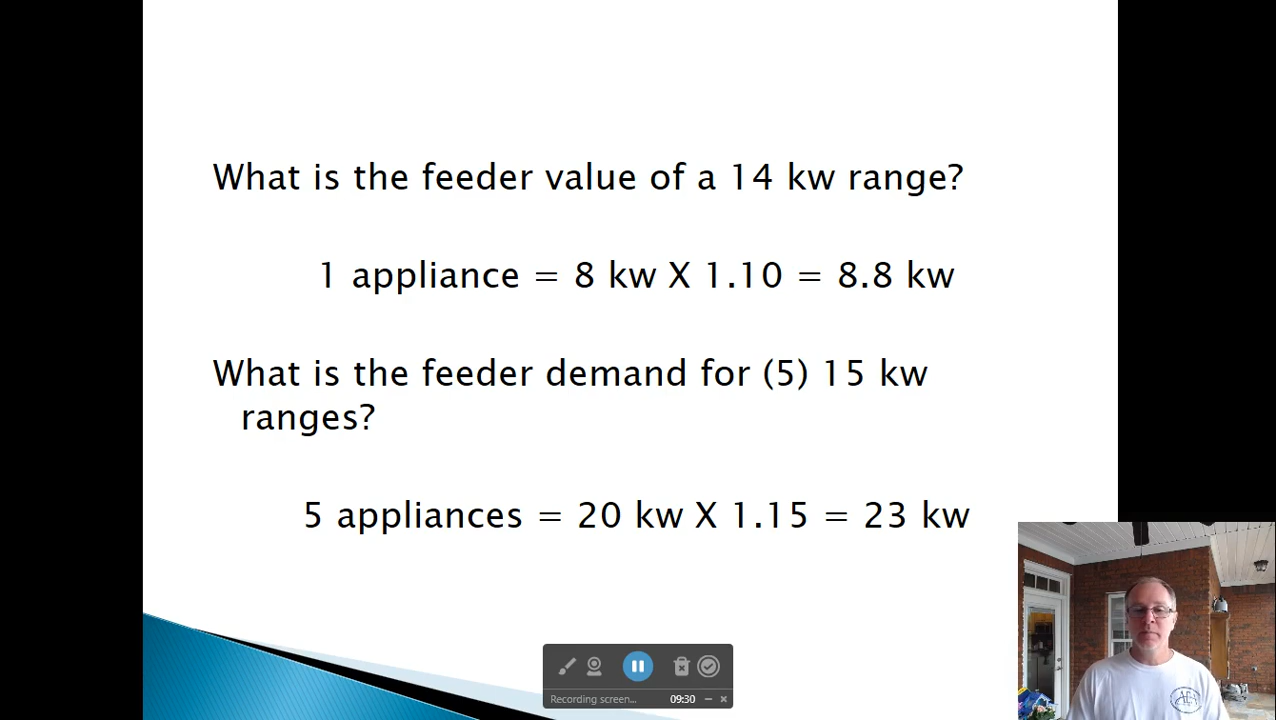 What is the feeder value of a 14 kw range?
1 appliance = 8 kw X 1.10 = 8.8 kw
What is the feeder demand for (5) 15 kw
ranges?
5 appliances = 20 kw X 1.15 = 23 kw
Recording screen... 09:30